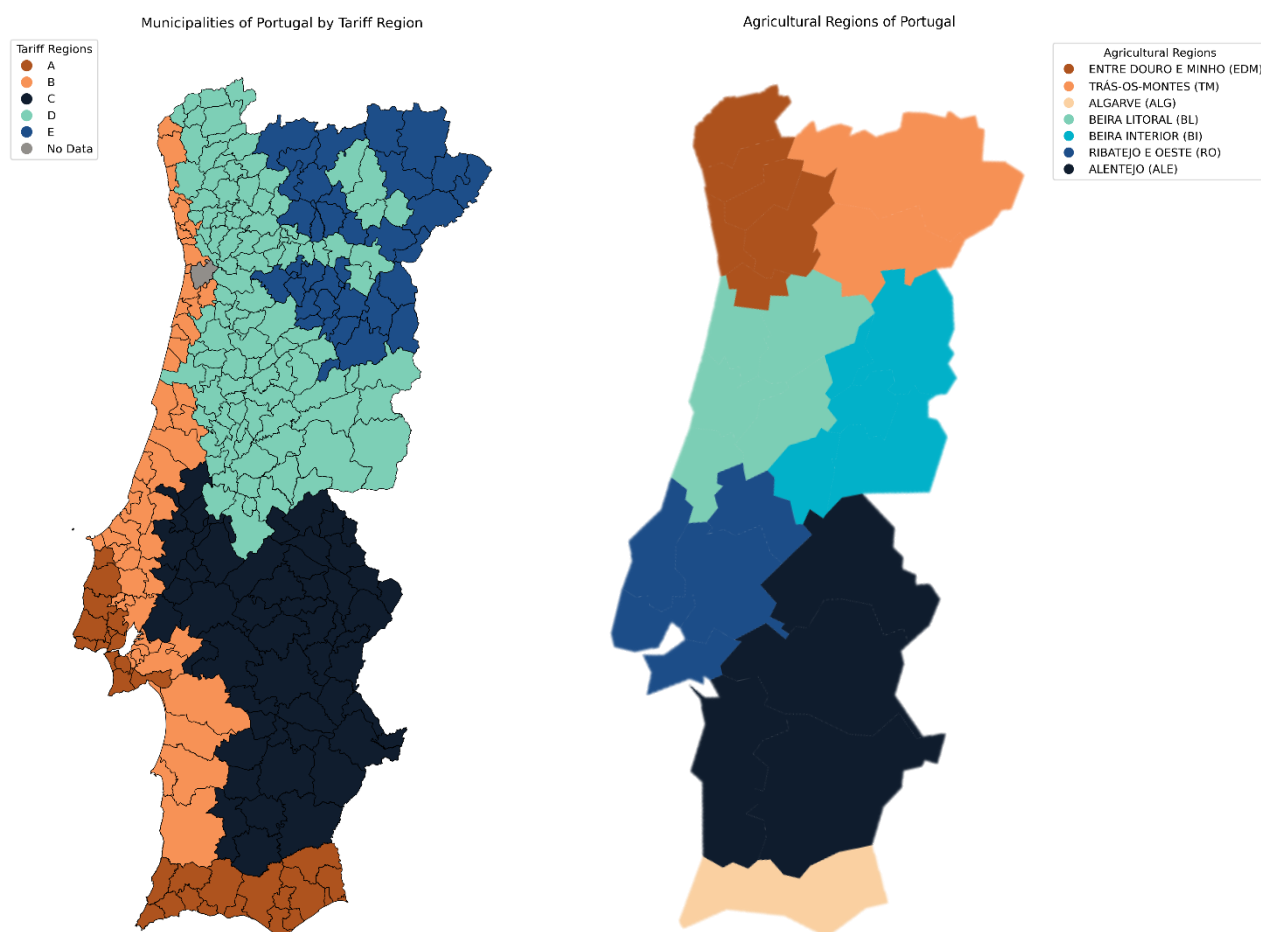 Municipalities of Portugal by Tariff Region
Tariff Regions
A
B
C
D
E
No Data
Agricultural Regions of Portugal
Agricultural Regions
ENTRE DOURO E MINHO (EDM)
TRÁS-OS-MONTES (TM)
ALGARVE (ALG)
BEIRA LITORAL (BL)
BEIRA INTERIOR (BI)
RIBATEJO E OESTE (RO)
ALENTEJO (ALE)